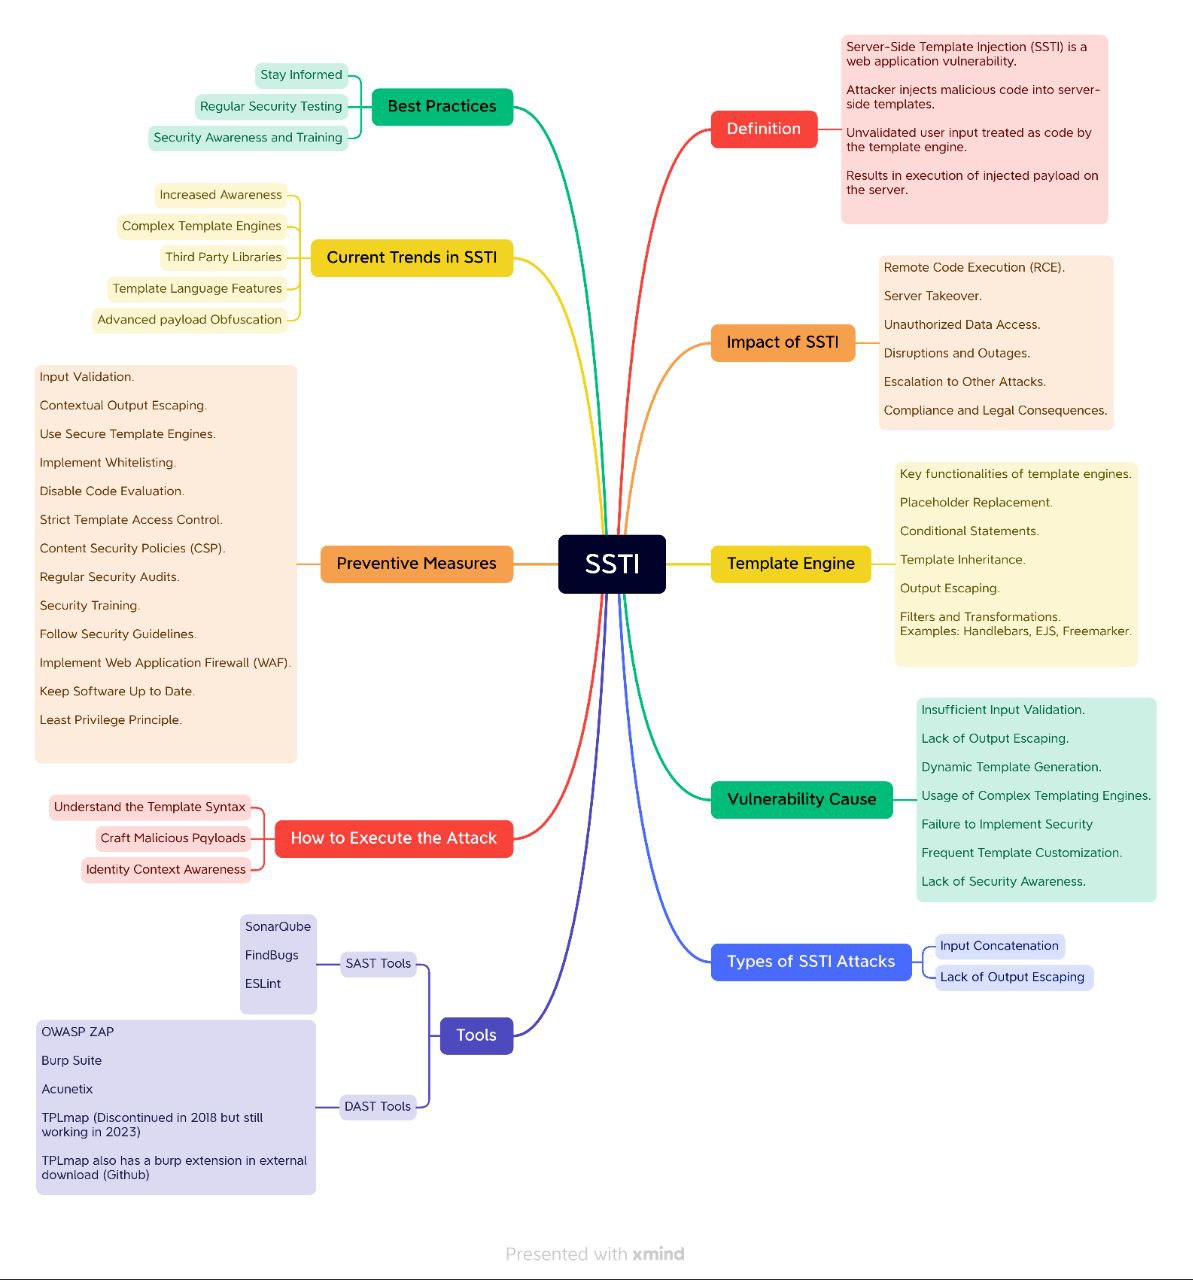 SSTI
Definition
Server-Side Template Injection (SSTI) is a
web application vulnerability.
Attacker injects malicious code into server-
side templates.
Unvalidated user input treated as code by
the template engine.
Results in execution of injected payload on
the server.
Impact of SSTI
Remote Code Execution (RCE).
Server Takeover.
Unauthorized Data Access.
Disruptions and Outages.
Escalation to Other Attacks.
Compliance and Legal Consequences.
Template Engine
Key functionalities of template engines.
Placeholder Replacement.
Conditional Statements.
Template Inheritance.
Output Escaping.
Filters and Transformations.
Examples: Handlebars, EJS, Freemarker.
Vulnerability Cause
Insufficient Input Validation.
Lack of Output Escaping.
Dynamic Template Generation.
Usage of Complex Templating Engines.
Failure to Implement Security
Frequent Template Customization.
Lack of Security Awareness.
Types of SSTI Attacks
Input Concatenation
Lack of Output Escaping
Best Practices
Stay Informed
Regular Security Testing
Security Awareness and Training
Current Trends in SSTI
Increased Awareness
Complex Template Engines
Third Party Libraries
Template Language Features
Advanced payload Obfuscation
Preventive Measures
Input Validation.
Contextual Output Escaping.
Use Secure Template Engines.
Implement Whitelisting.
Disable Code Evaluation.
Strict Template Access Control.
Content Security Policies (CSP).
Regular Security Audits.
Security Training.
Follow Security Guidelines.
Implement Web Application Firewall (WAF).
Keep Software Up to Date.
Least Privilege Principle.
How to Execute the Attack
Understand the Template Syntax
Craft Malicious Pqyloads
Identity Context Awareness
Tools
SAST Tools
SonarQube
FindBugs
ESLint
DAST Tools
OWASP ZAP
Burp Suite
Acunetix
TPLmap (Discontinued in 2018 but still
working in 2023)
TPLmap also has a burp extension in external
download (Github)
Presented with xmind